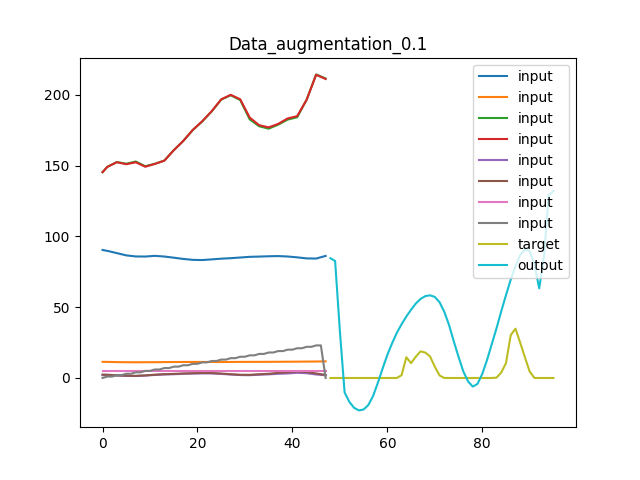 Data_augmentation_0.1
input
input
input
input
input
input
input
input
target
output
200
150
100
50
0
0 20 40 60 80